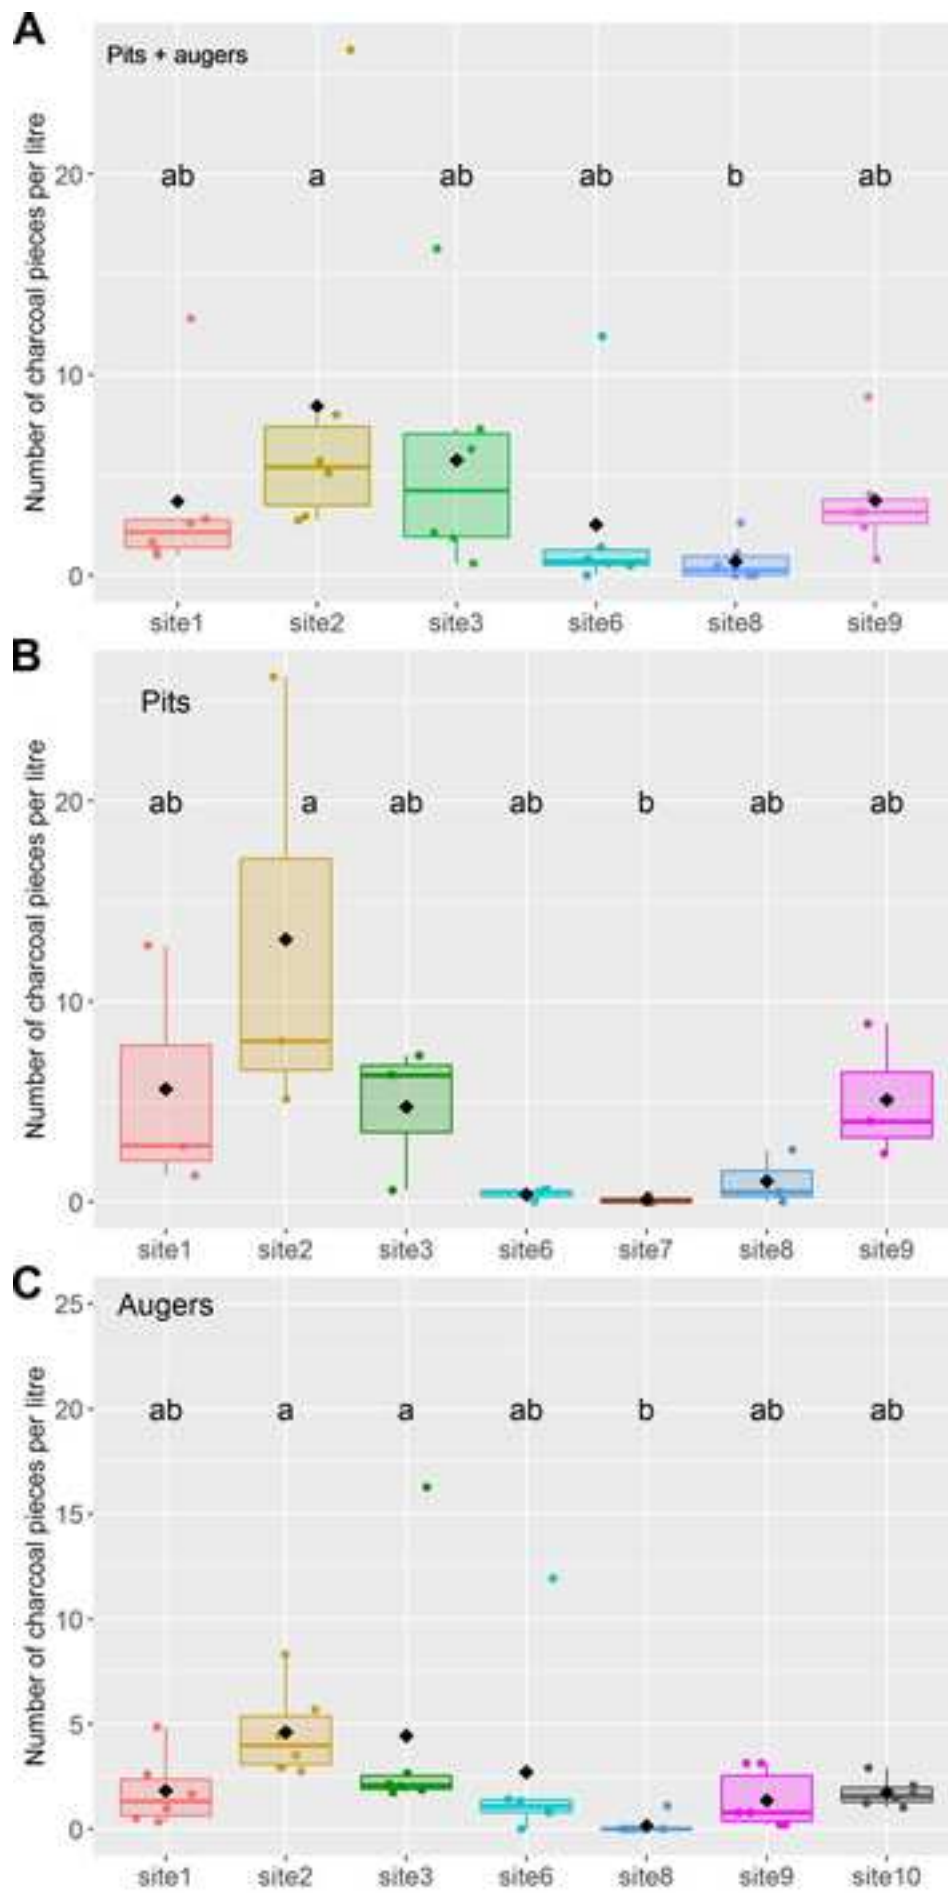 A
Pits + augers
Number of charcoal pieces per litre
20
ab a ab ab b ab
10
0
site1 site2 site3 site6 site8 site9
B
Pits
Number of charcoal pieces per litre
20
ab a ab ab b ab ab
10
0
site1 site2 site3 site6 site7 site8 site9
C
Augers
Number of charcoal pieces per litre
25
20
ab a a ab b ab ab
15
10
5
0
site1 site2 site3 site6 site8 site9 site10